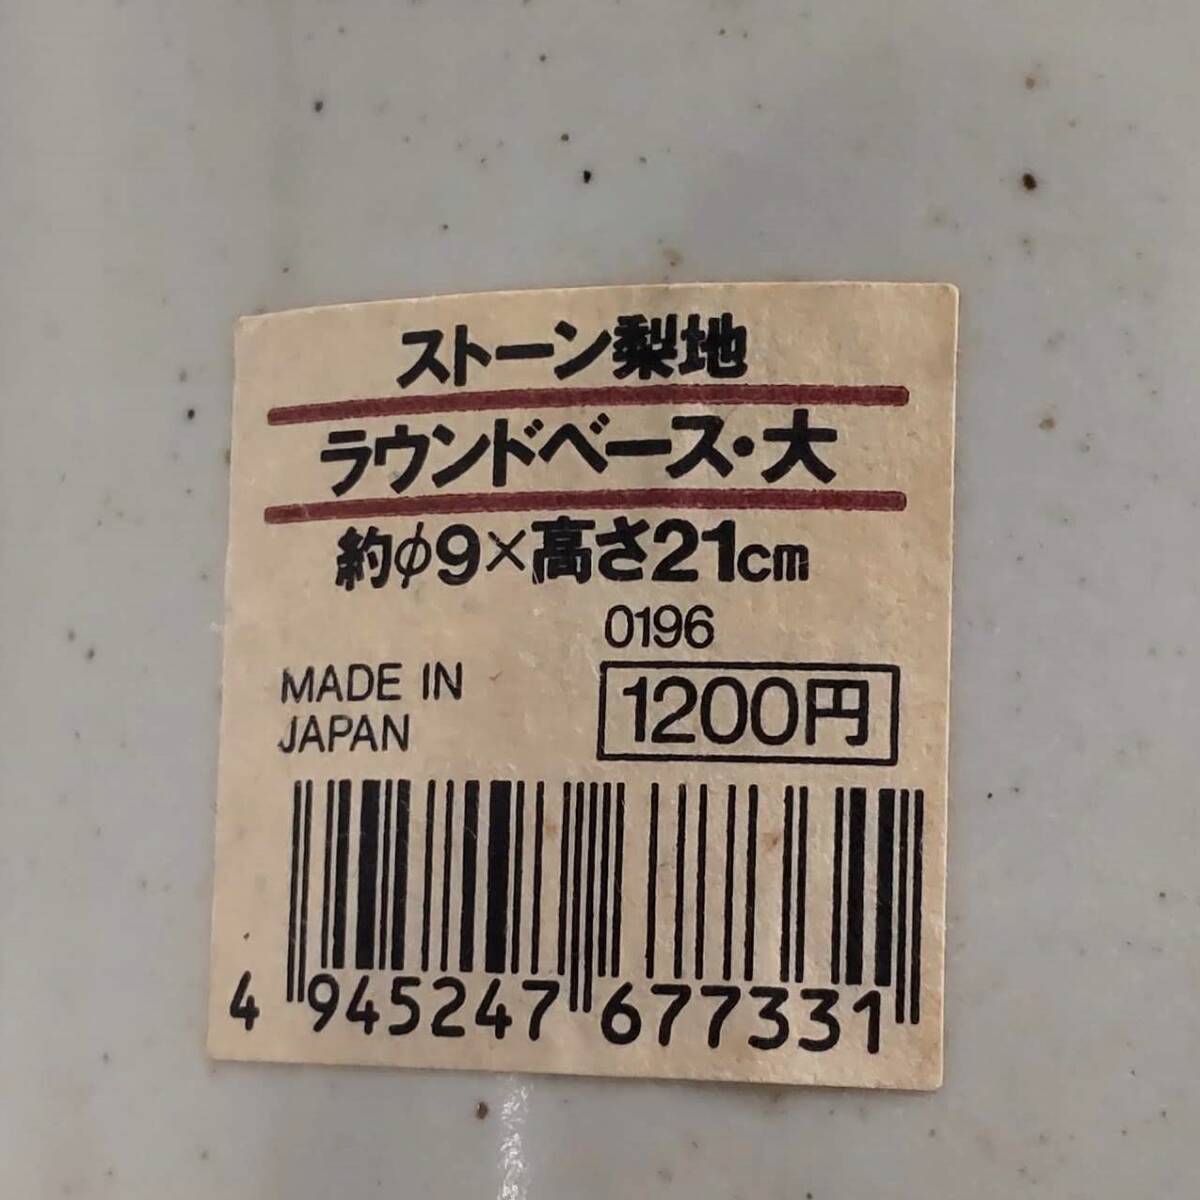 ストーン梨地
ラウンドベース・大
約φ9×高さ21cm
0196
MADE IN
JAPAN
1200円
4 945247 677331